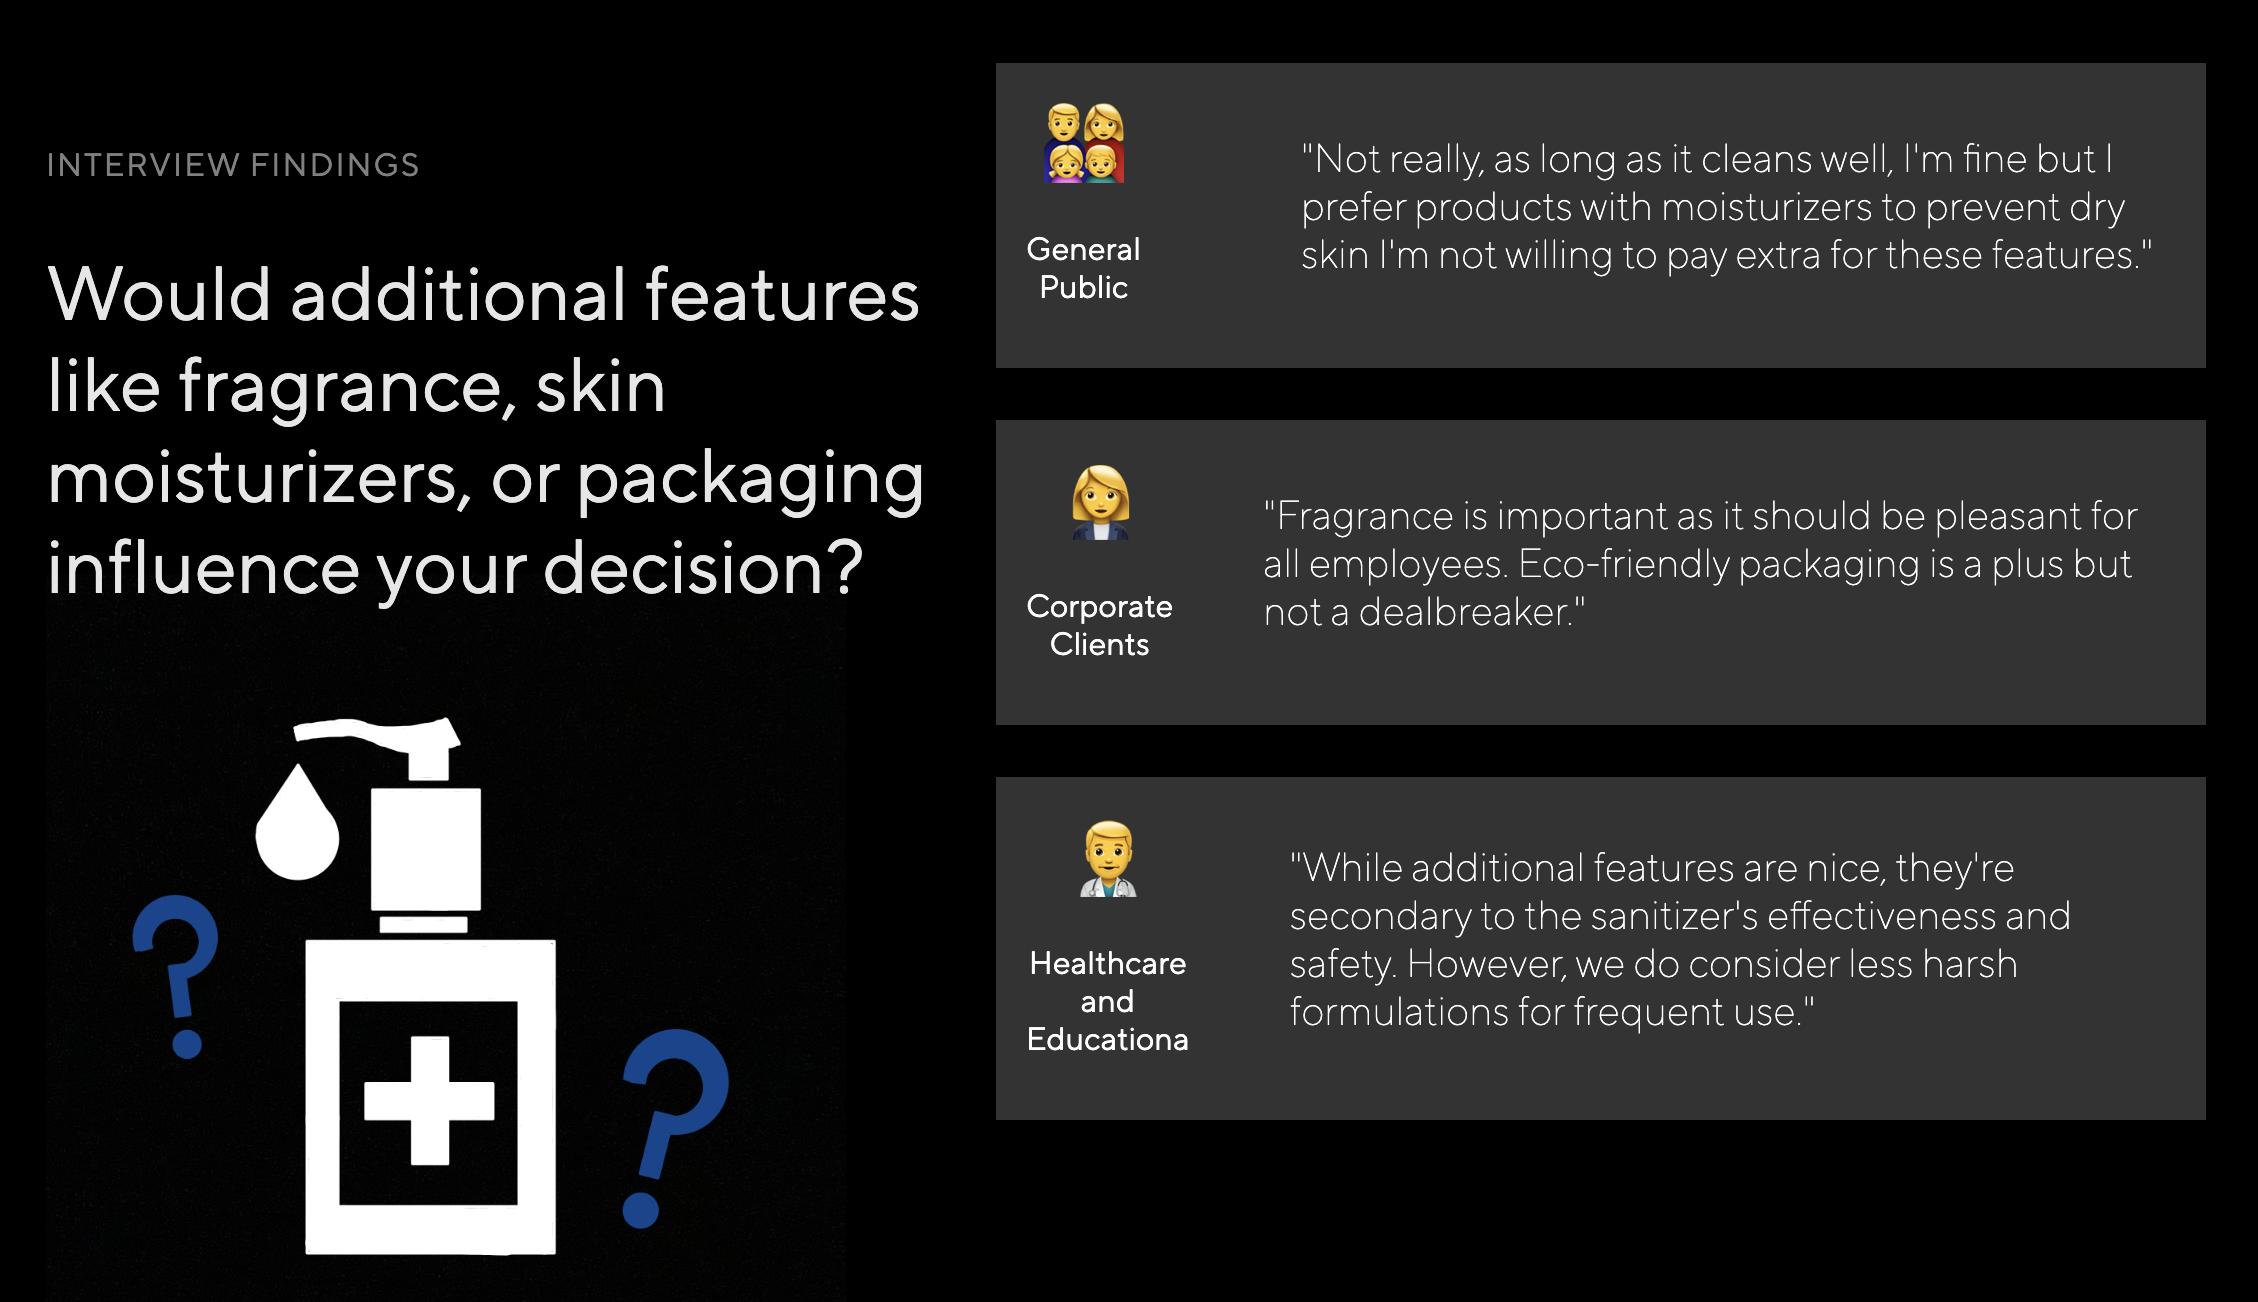 INTERVIEW FINDINGS
Would additional features
like fragrance, skin
moisturizers, or packaging
influence your decision?
General
Public
"Not really, as long as it cleans well, I'm fine but I
prefer products with moisturizers to prevent dry
skin I'm not willing to pay extra for these features."
Corporate
Clients
"Fragrance is important as it should be pleasant for
all employees. Eco-friendly packaging is a plus but
not a dealbreaker."
Healthcare
and
Educationa
"While additional features are nice, they're
secondary to the sanitizer's effectiveness and
safety. However, we do consider less harsh
formulations for frequent use."